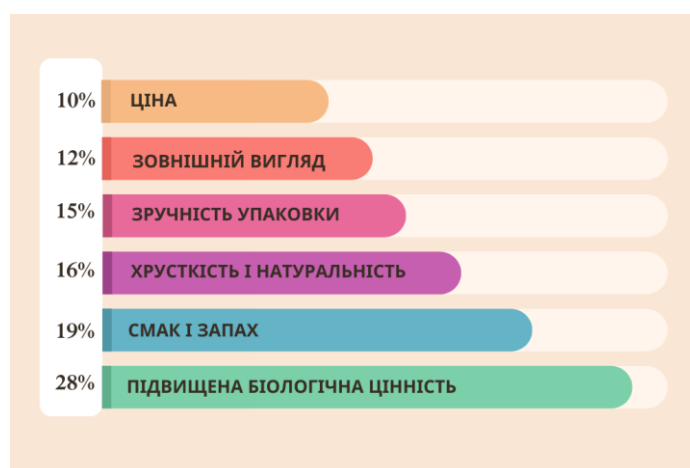 10% ЦІНА
12% ЗОВНІШНІЙ ВИГЛЯД
15% ЗРУЧНІСТЬ УПАКОВКИ
16% ХРУСТКІСТЬ І НАТУРАЛЬНІСТЬ
19% СМАК І ЗАПАХ
28% ПІДВИЩЕНА БІОЛОГІЧНА ЦІННІСТЬ